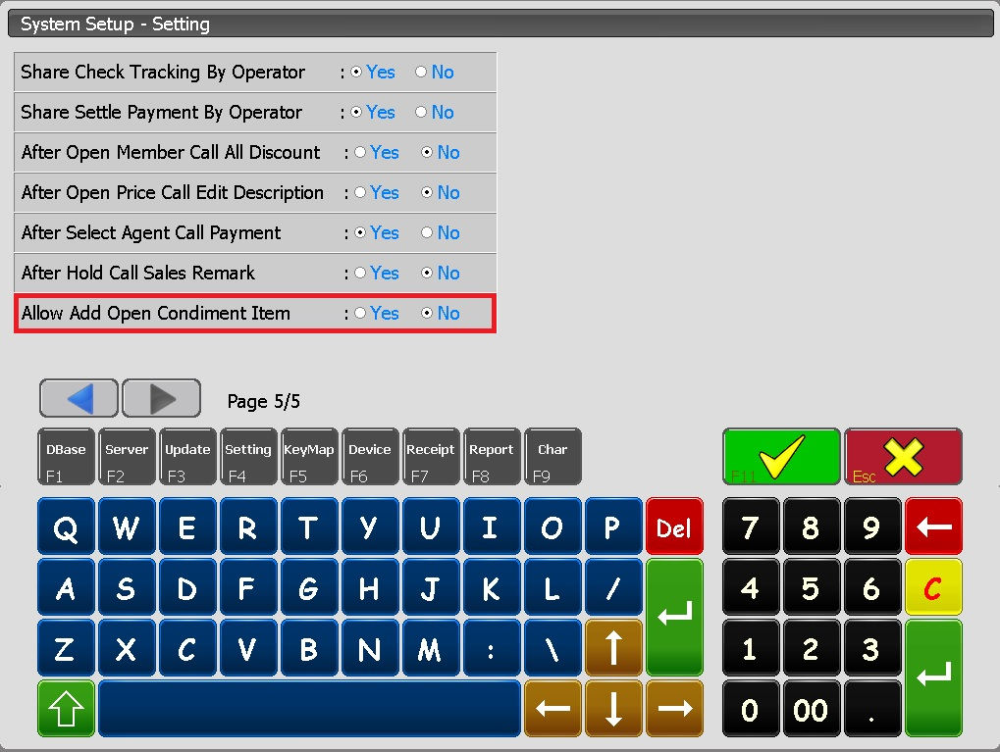 System Setup - Setting
Share Check Tracking By Operator : Yes No
Share Settle Payment By Operator : Yes No
After Open Member Call All Discount : Yes No
After Open Price Call Edit Description : Yes No
After Select Agent Call Payment : Yes No
After Hold Call Sales Remark : Yes No
Allow Add Open Condiment Item : Yes No
Page 5/5
DBase Server Update Setting KeyMap Device Receipt Report Char
F1 F2 F3 F4 F5 F6 F7 F8 F9 F11 Esc
Q W E R T Y U I O P Del 7 8 9
A S D F G H J K L / 4 5 6 C
Z X C V B N M : \ 1 2 3
0 00 .